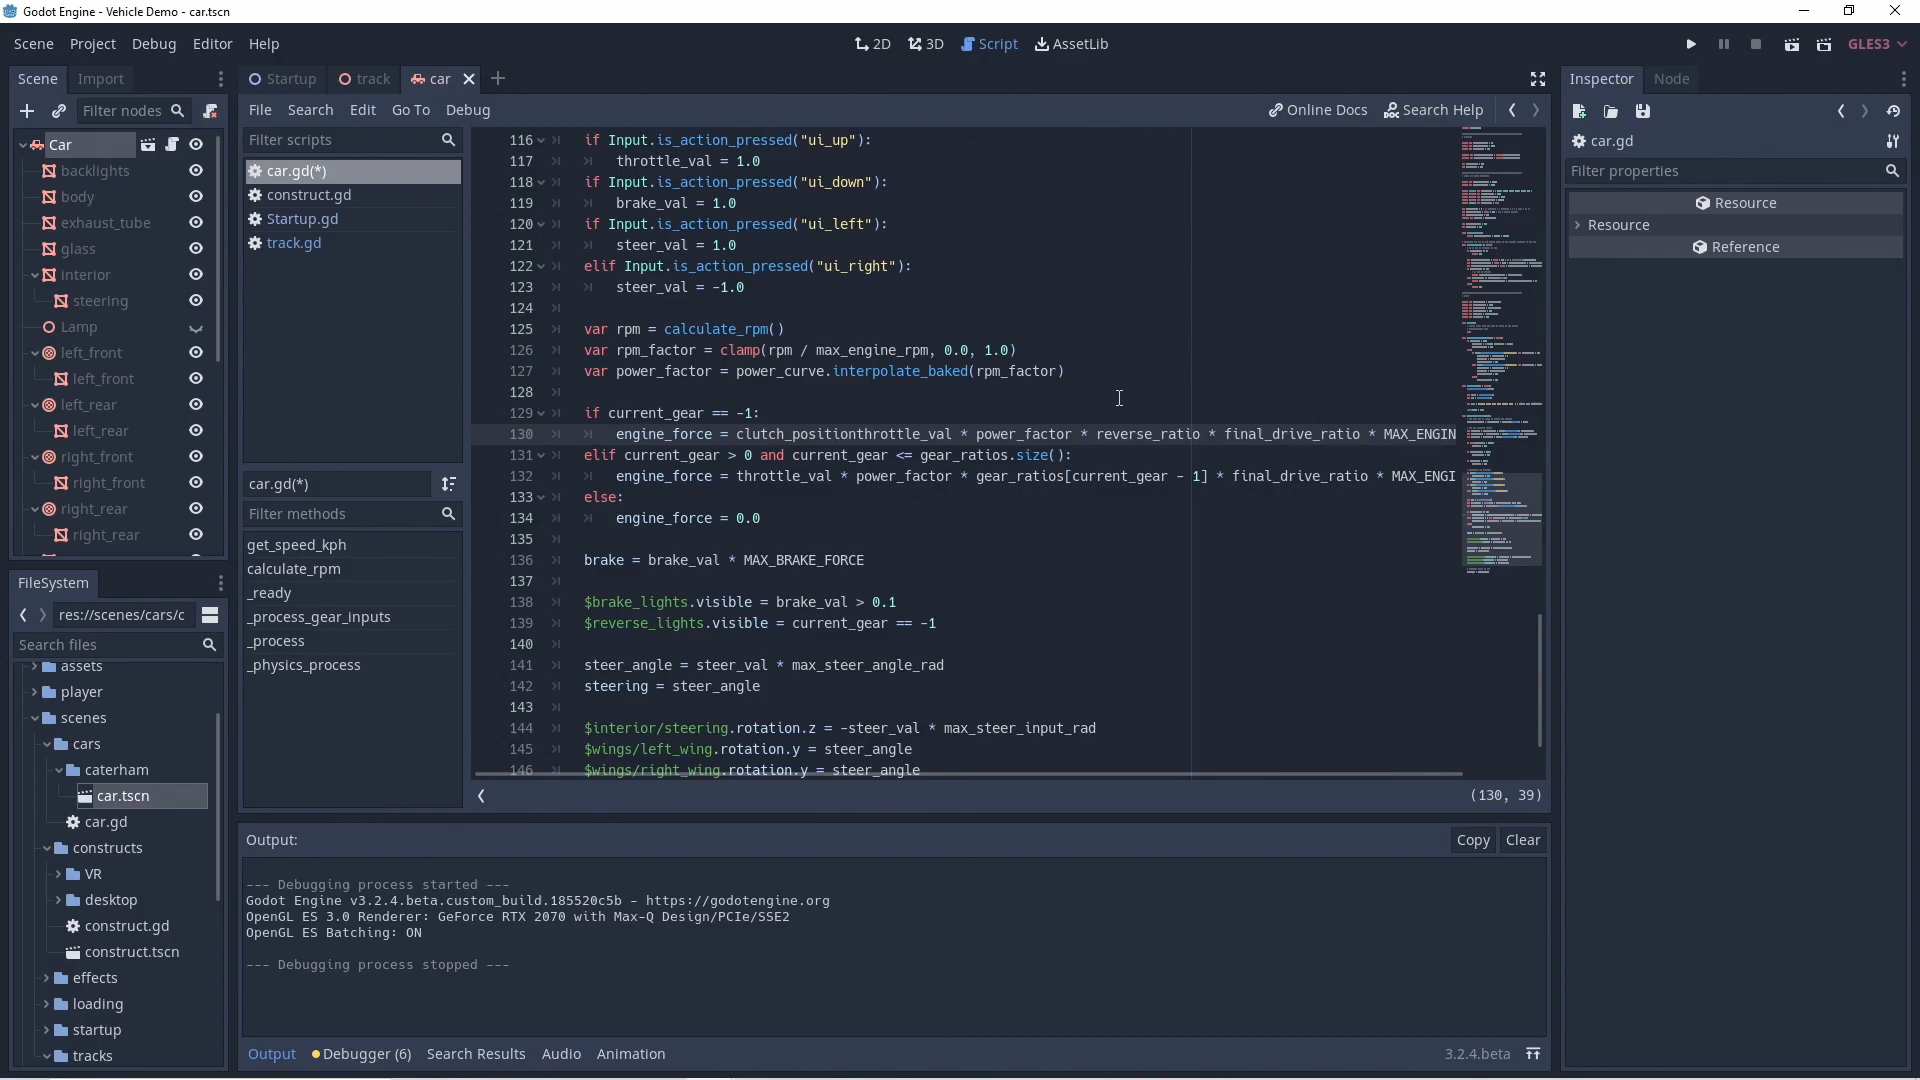 Godot Engine - Vehicle Demo - car.tscn
Scene Project Debug Editor Help
2D 3D Script AssetLib
GLES3
Scene Import
Filter nodes
Car
backlights
body
exhaust_tube
glass
interior
steering
Lamp
left_front
left_front
left_rear
left_rear
right_front
right_front
right_rear
right_rear
FileSystem
res://scenes/cars/c
Search files
assets
player
scenes
cars
caterham
car.tscn
car.gd
constructs
VR
desktop
construct.gd
construct.tscn
effects
loading
startup
tracks
Startup track car
File Search Edit Go To Debug
Online Docs Search Help
Filter scripts
car.gd(*)
construct.gd
Startup.gd
track.gd
car.gd(*)
Filter methods
get_speed_kph
calculate_rpm
_ready
_process_gear_inputs
_process
_physics_process
116 if Input.is_action_pressed("ui_up"):
117 throttle_val = 1.0
118 if Input.is_action_pressed("ui_down"):
119 brake_val = 1.0
120 if Input.is_action_pressed("ui_left"):
121 steer_val = 1.0
122 elif Input.is_action_pressed("ui_right"):
123 steer_val = -1.0
124
125 var rpm = calculate_rpm()
126 var rpm_factor = clamp(rpm / max_engine_rpm, 0.0, 1.0)
127 var power_factor = power_curve.interpolate_baked(rpm_factor)
128
129 if current_gear == -1:
130 engine_force = clutch_positionthrottle_val * power_factor * reverse_ratio * final_drive_ratio * MAX_ENGIN
131 elif current_gear > 0 and current_gear <= gear_ratios.size():
132 engine_force = throttle_val * power_factor * gear_ratios[current_gear - 1] * final_drive_ratio * MAX_ENGI
133 else:
134 engine_force = 0.0
135
136 brake = brake_val * MAX_BRAKE_FORCE
137
138 $brake_lights.visible = brake_val > 0.1
139 $reverse_lights.visible = current_gear == -1
140
141 steer_angle = steer_val * max_steer_angle_rad
142 steering = steer_angle
143
144 $interior/steering.rotation.z = -steer_val * max_steer_input_rad
145 $wings/left_wing.rotation.y = steer_angle
146 $wings/right_wing.rotation.y = steer_angle
(130, 39)
Output:
Copy Clear
--- Debugging process started ---
Godot Engine v3.2.4.beta.custom_build.185520c5b - https://godotengine.org
OpenGL ES 3.0 Renderer: GeForce RTX 2070 with Max-Q Design/PCIe/SSE2
OpenGL ES Batching: ON
--- Debugging process stopped ---
Output Debugger (6) Search Results Audio Animation
3.2.4.beta
Inspector Node
car.gd
Filter properties
Resource
Resource
Reference